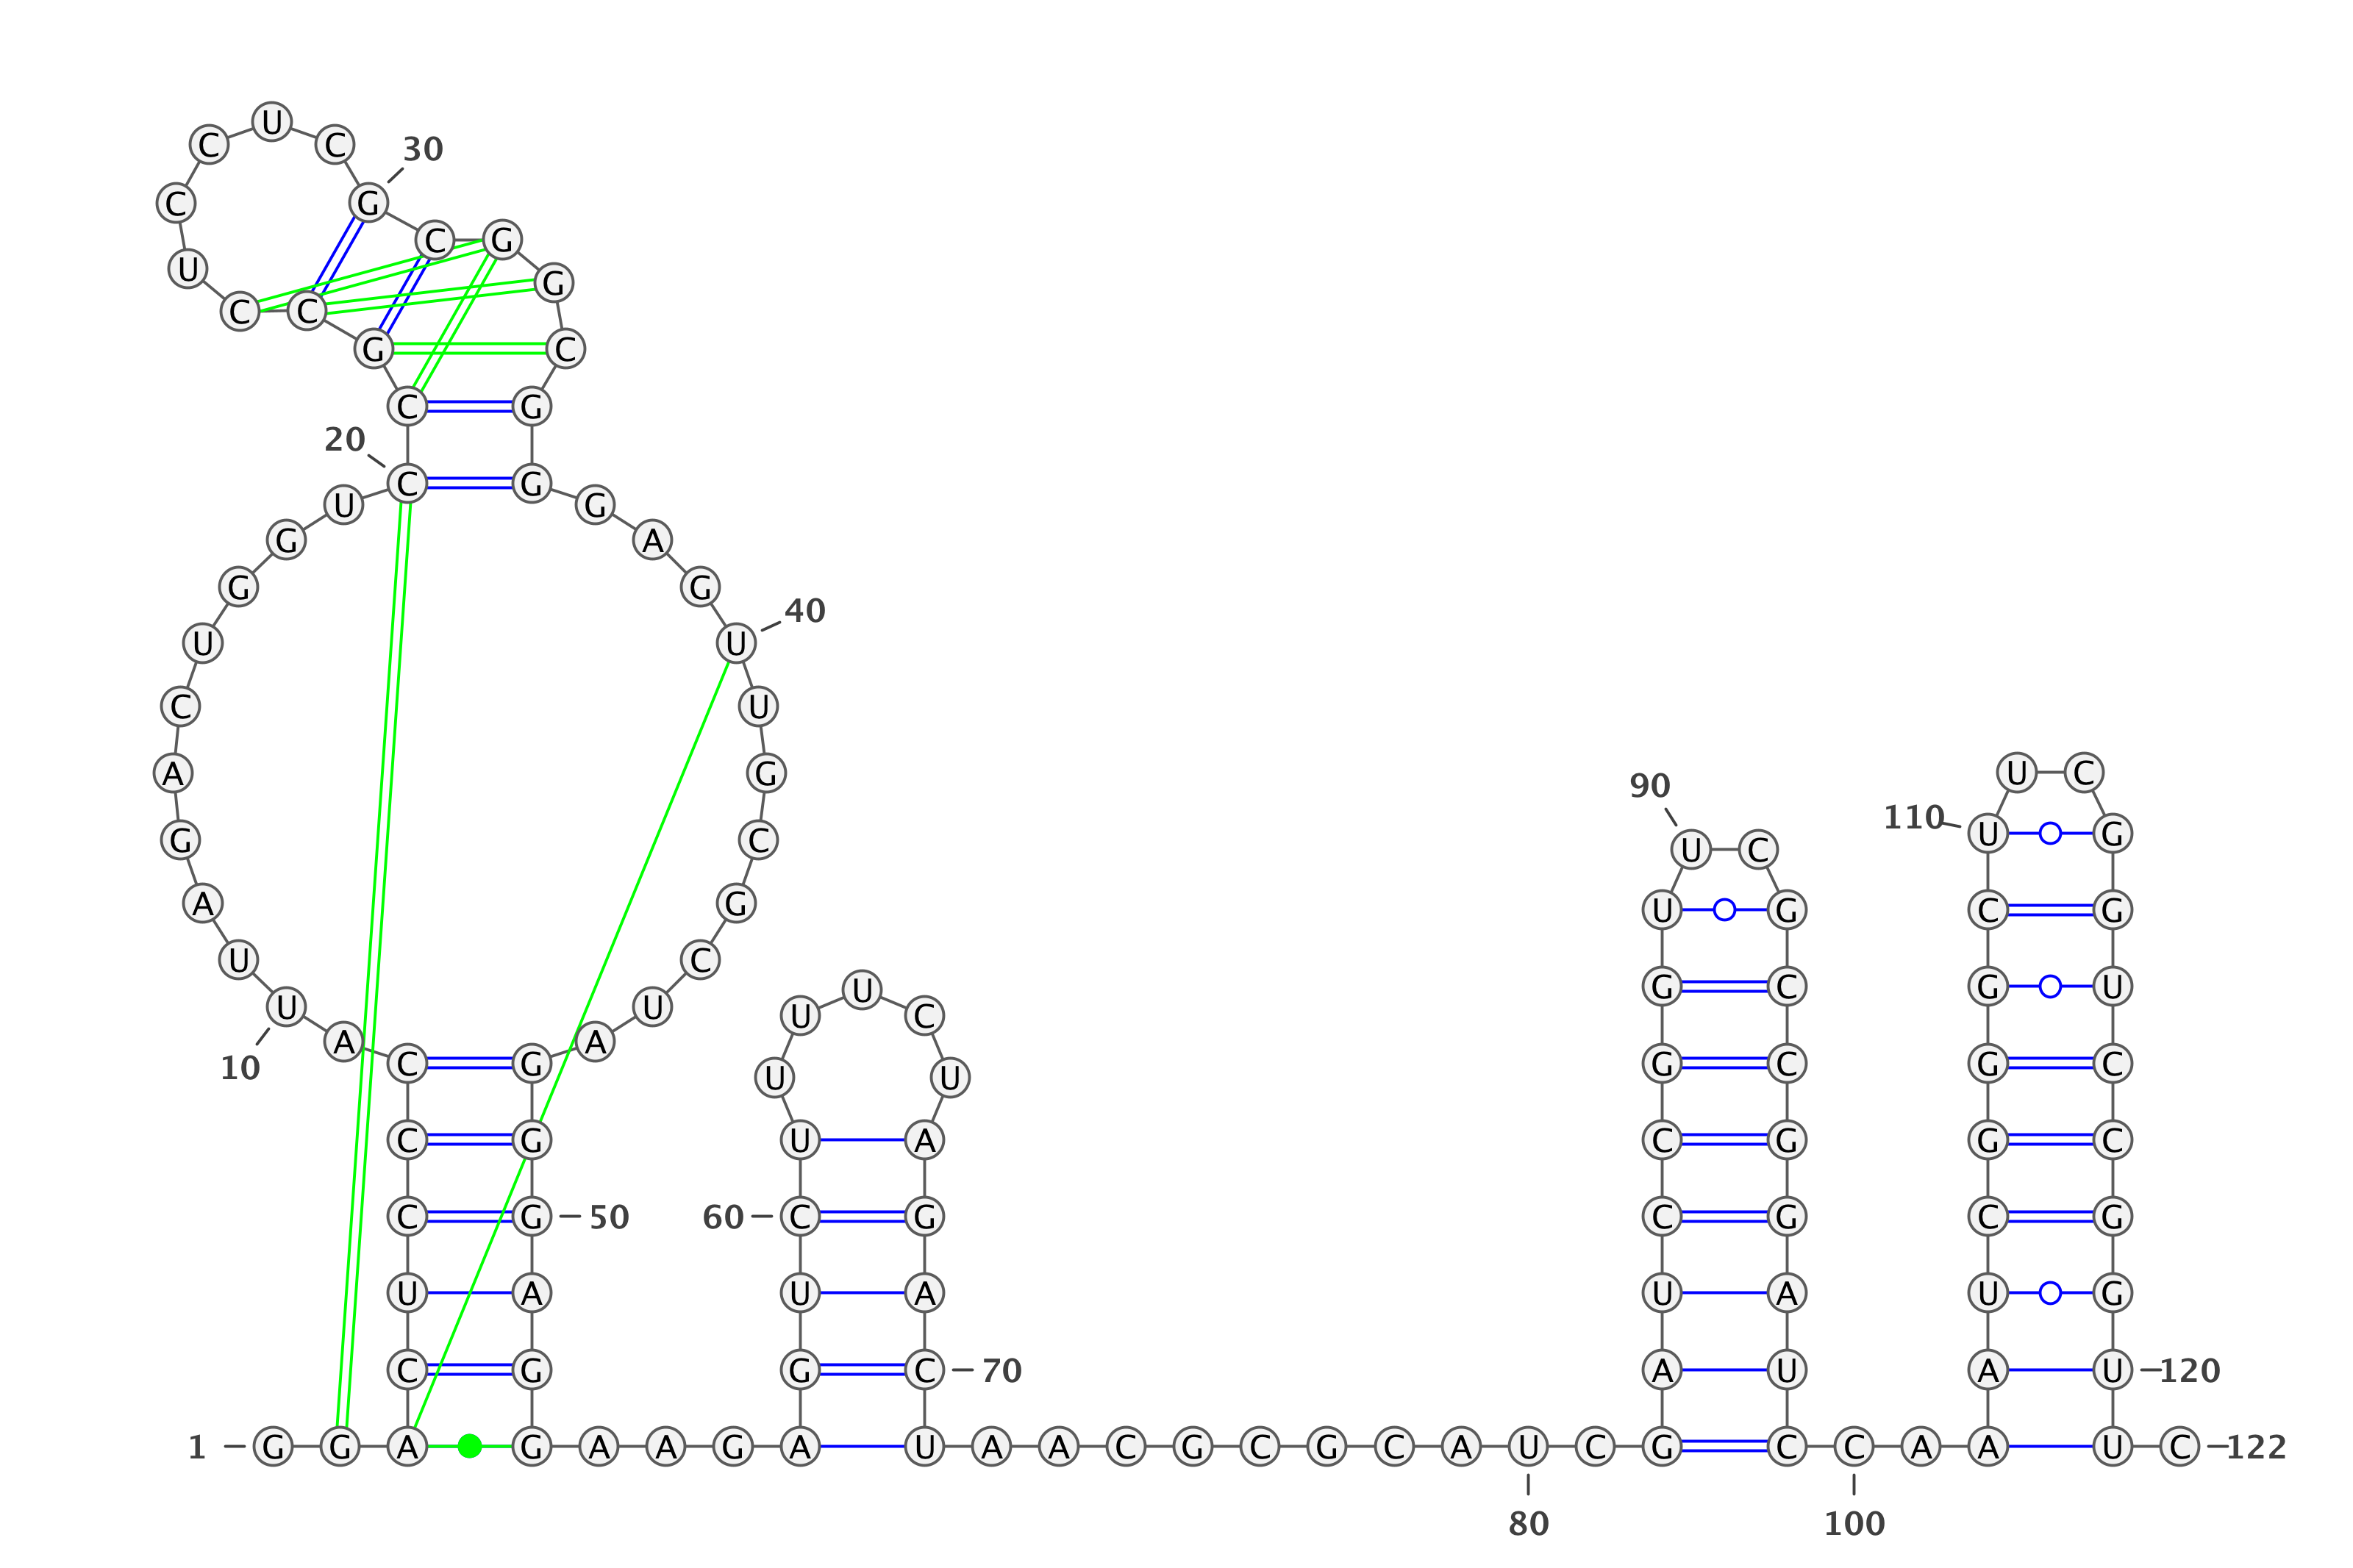 U
C C 30
C G
C G
U G
C C
G C
C G
20
C G
U G
G A
G G
40
U U
C U
A G U C
90
110
G C U C U G
A G U G C G
U C
U G C G U
U U U U C
A A
C G G C G C
10 U U
C G U A C G G C
C G 50 60 C G C G C G
U A U A U A U G
C G G C 70 A U A U 120
1 G G A G A A G A U A A C G C G C A U C G C C A A U C 122
80 100